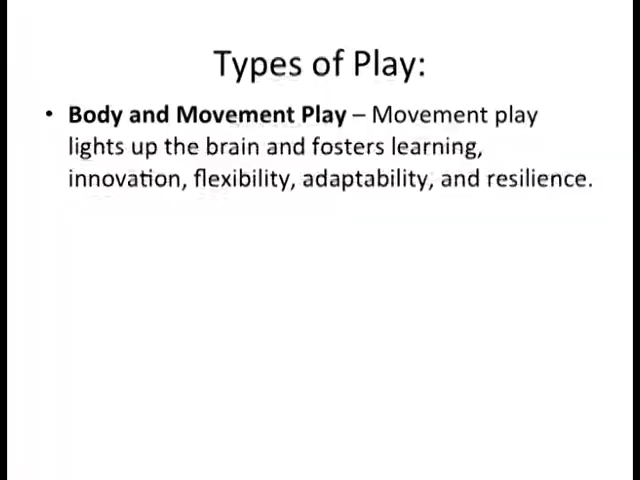 Types of Play:
• Body and Movement Play – Movement play
lights up the brain and fosters learning,
innovation, flexibility, adaptability, and resilience.